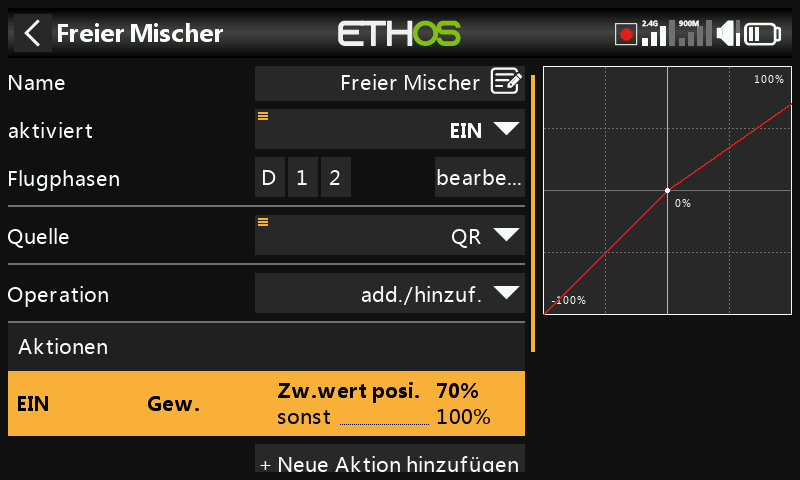 Freier Mischer
ETHOS
2.4G
900M
Name
Freier Mischer
aktiviert
EIN
Flugphasen
D 1 2
bearbe...
Quelle
QR
Operation
add./hinzuf.
Aktionen
EIN Gew. Zw.wert posi. 70%
sonst 100%
+ Neue Aktion hinzufügen
100%
0%
-100%